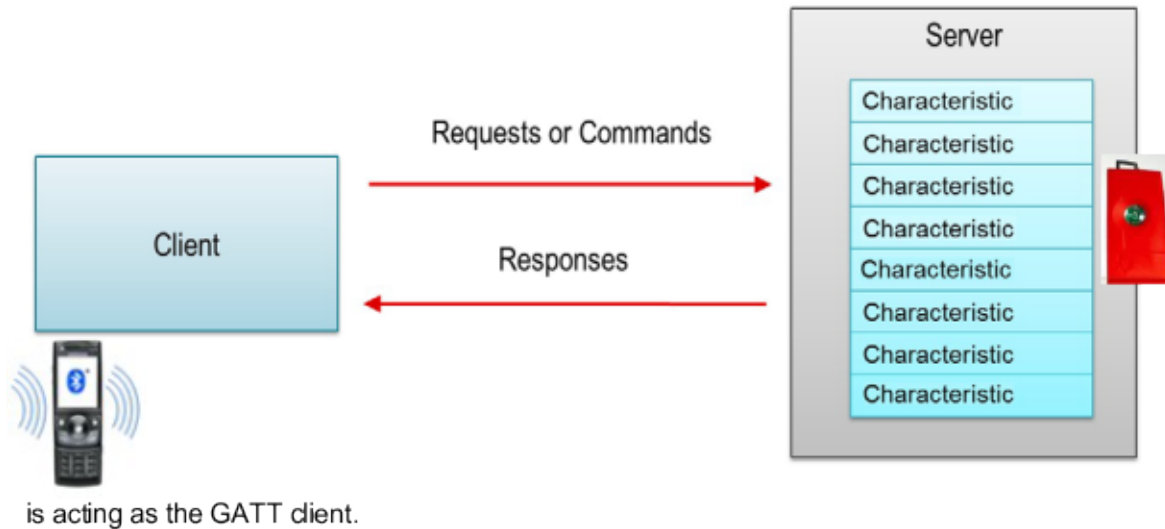 Server
Characteristic
Characteristic
Characteristic
Characteristic
Characteristic
Characteristic
Characteristic
Characteristic
Requests or Commands
Client
Responses
is acting as the GATT client.